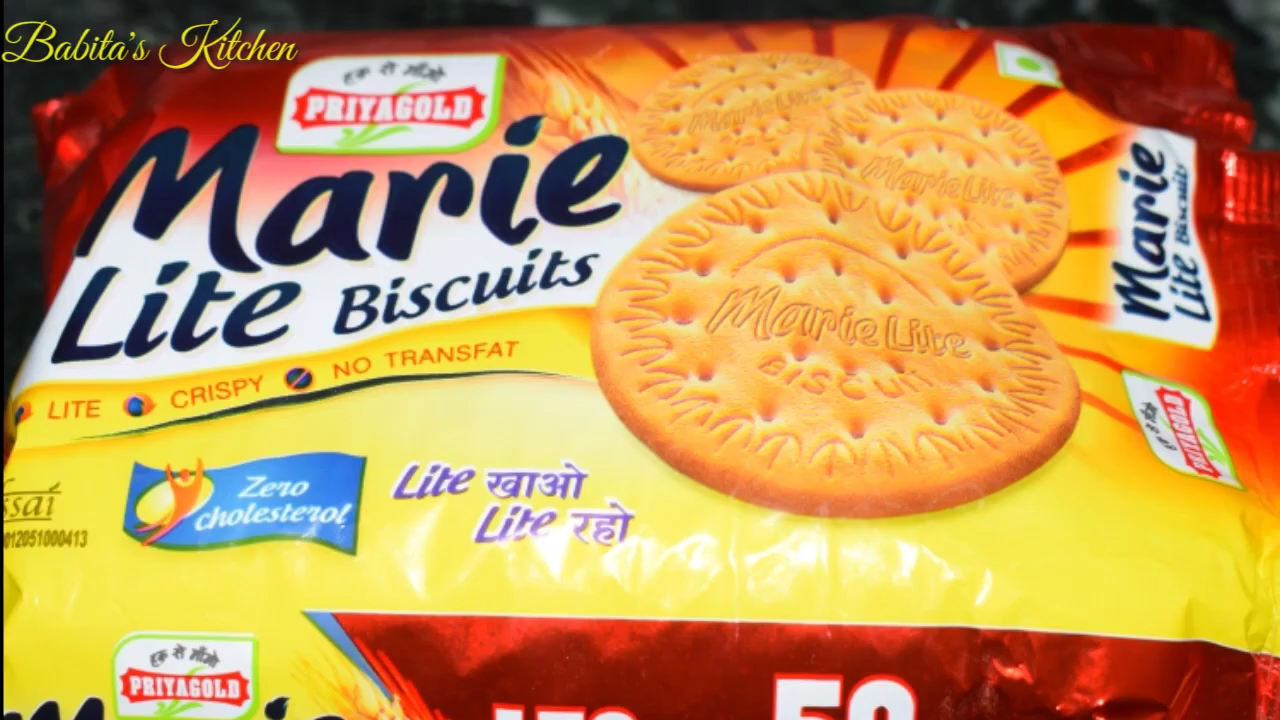 Babita's Kitchen
हक से माँगो
PRIYAGOLD
Marie
Lite Biscuits
LITE CRISPY NO TRANSFAT
Zero
cholesterol
Lite खाओ
Lite रहो
Marie Lite
BISCUIT
Marie Lite
Marie Lite
Marie
Lite Biscuits
PRIYAGOLD
हक से माँगो
PRIYAGOLD